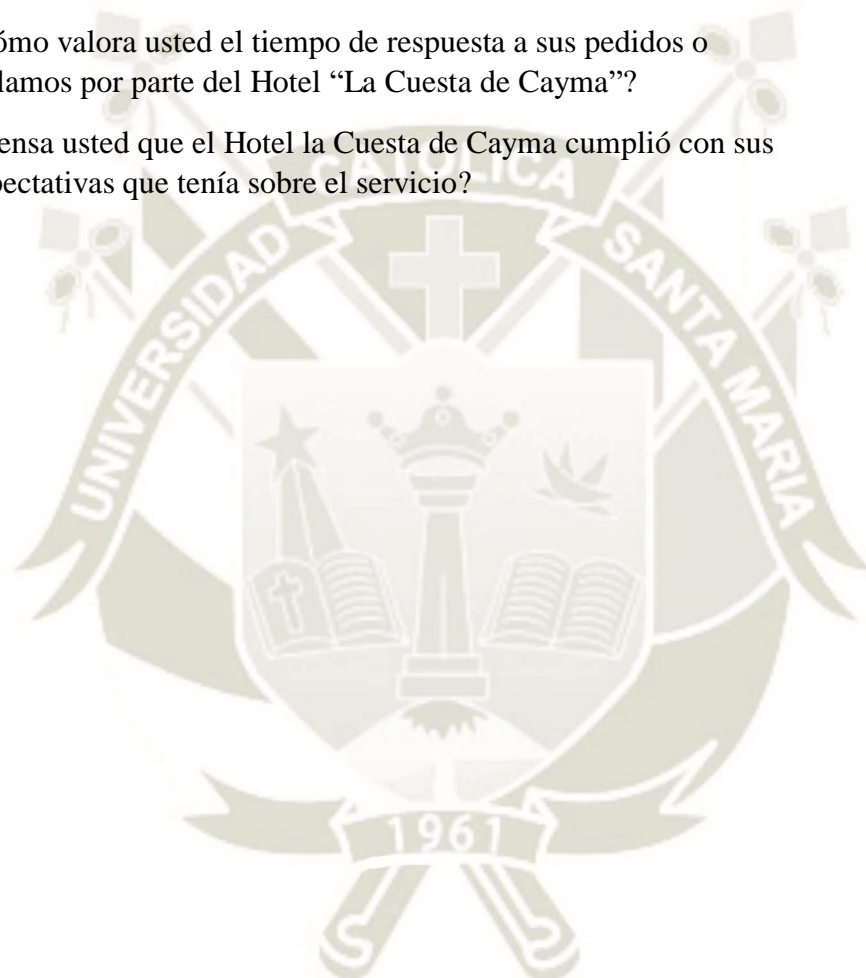 ómo valora usted el tiempo de respuesta a sus pedidos o
lamos por parte del Hotel “La Cuesta de Cayma”?
ensa usted que el Hotel la Cuesta de Cayma cumplió con sus
pectativas que tenía sobre el servicio?
UNIVERSIDAD CATOLICA SANTA MARIA
1961